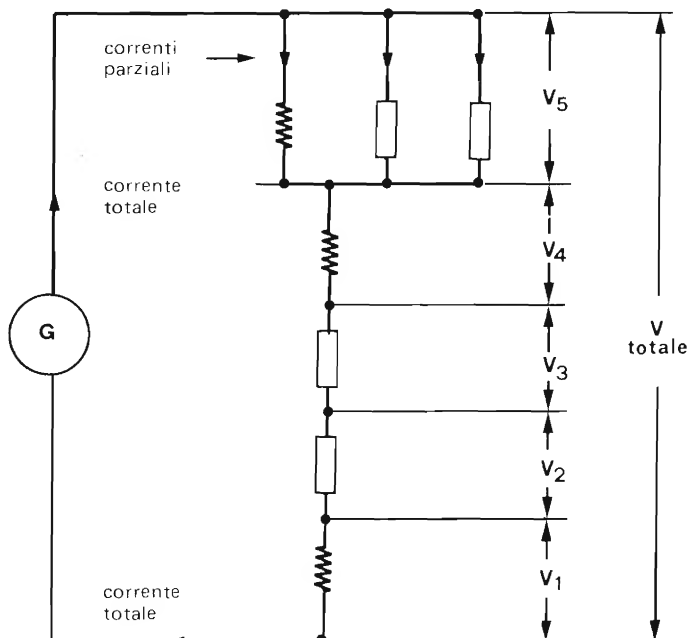 correnti
parziali
V5
corrente
totale
V4
G
V
totale
V3
V2
V1
corrente
totale